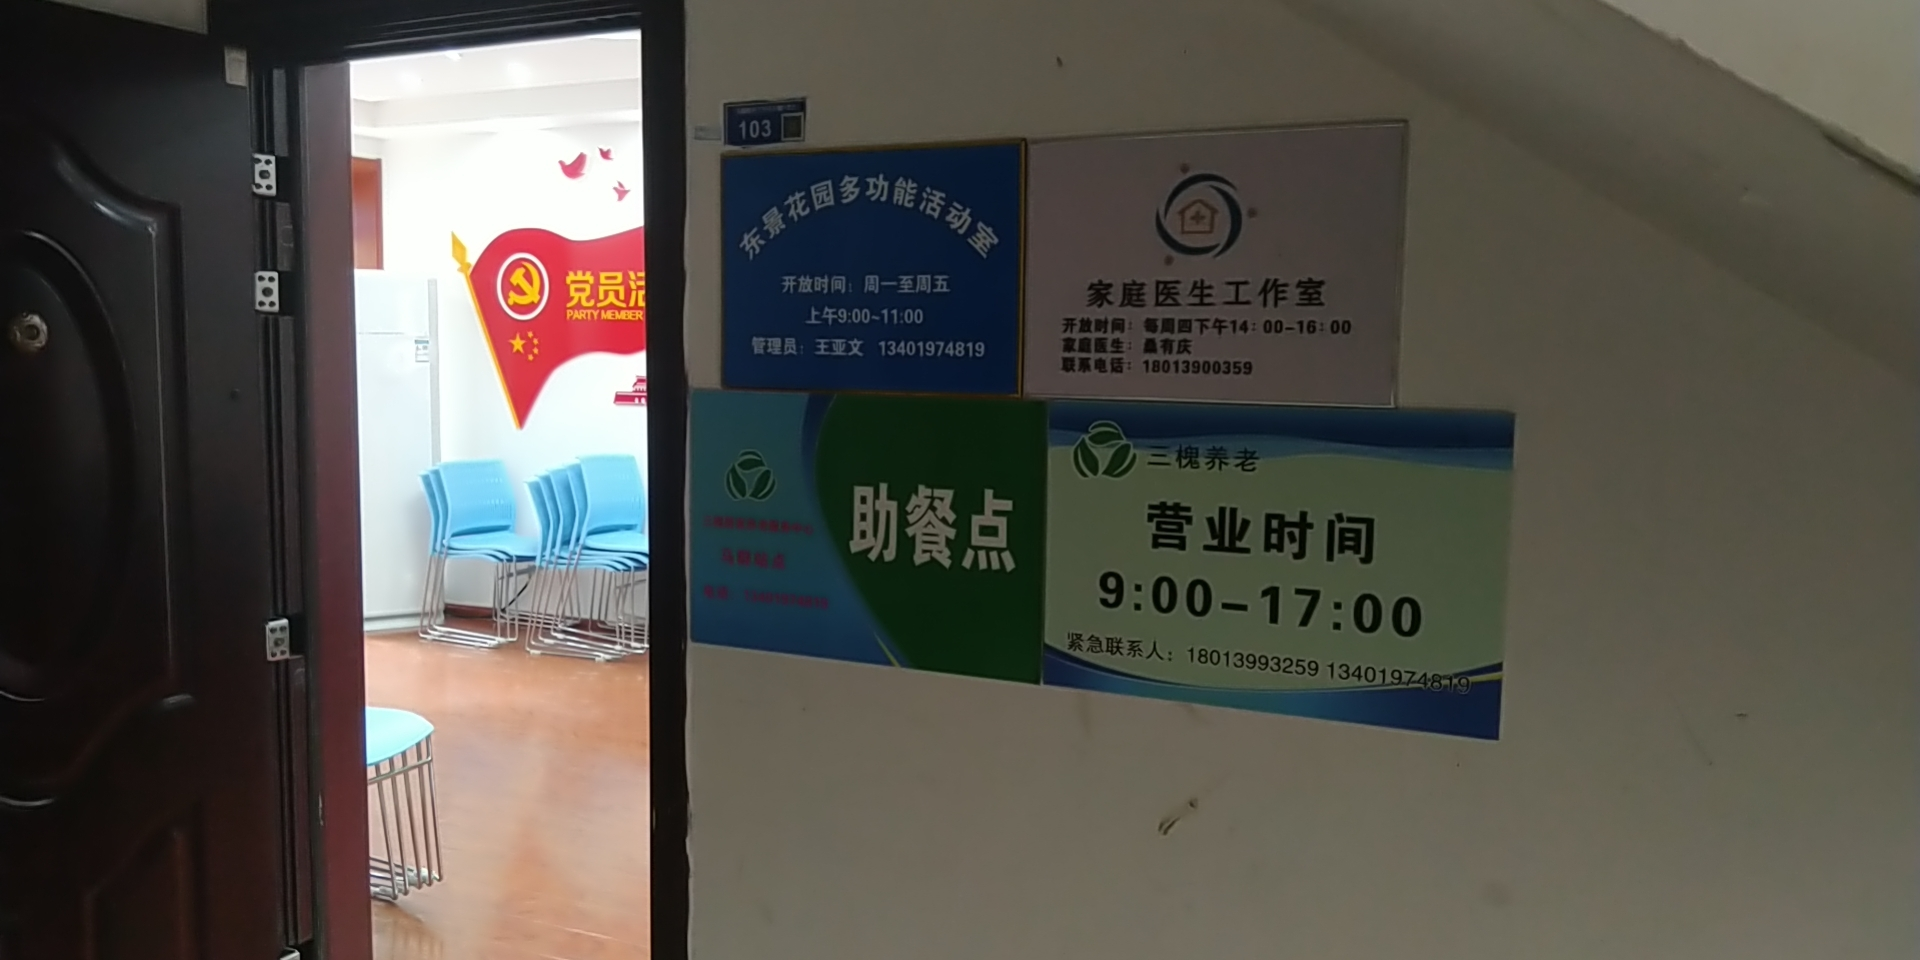 党员活
PARTY MEMBER
103
东景花园多功能活动室
开放时间：周一至周五
上午9:00~11:00
管理员：王亚文 13401974819
家庭医生工作室
开放时间：每周四下午14：00-16：00
家庭医生：桑有庆
联系电话：18013900359
助餐点
三槐养老
营业时间
9:00-17:00
紧急联系人：18013993259 13401974819